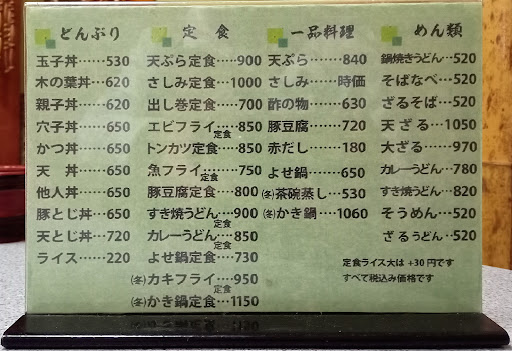 どんぶり
玉子丼……530
木の葉丼…620
親子丼……620
穴子丼……650
かつ丼……650
天　丼……650
他人丼……650
豚とじ丼…650
天とじ丼…720
ライス……220
定食
天ぷら定食…900
さしみ定食…1000
出し巻定食…700
エビフライ定食…850
トンカツ定食…850
魚フライ定食…750
豚豆腐定食…800
すき焼うどん定食…900
カレーうどん定食…850
よせ鍋定食…730
(冬)カキフライ定食…950
(冬)かき鍋定食…1150
一品料理
天ぷら……840
さしみ…時価
酢の物……630
豚豆腐……720
赤だし……180
よせ鍋……650
(冬)茶碗蒸し…530
(冬)かき鍋…1060
めん類
鍋焼きうどん…520
そばなべ…520
ざるそば…520
天ざる…1050
大ざる……970
カレーうどん…780
すき焼うどん…820
そうめん…520
ざるうどん…520
定食ライス大は +30 円です
すべて税込み価格です